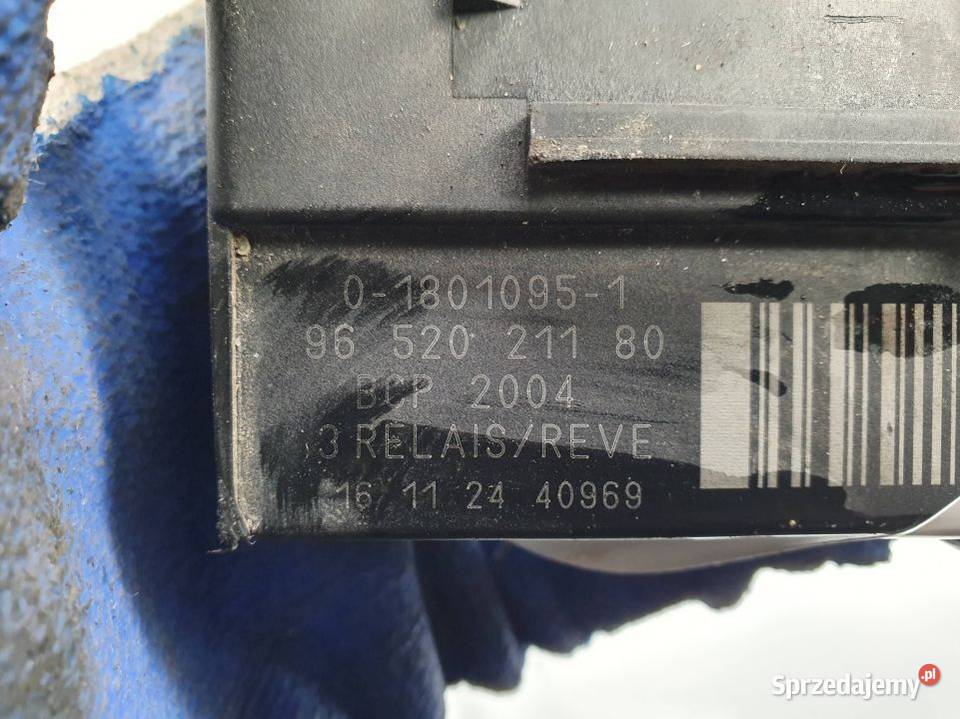 0-1801095-1
96 520 211 80
BCP 2004
3 RELAIS/REVE
16 11 24 40969
Sprzedajemy.pl